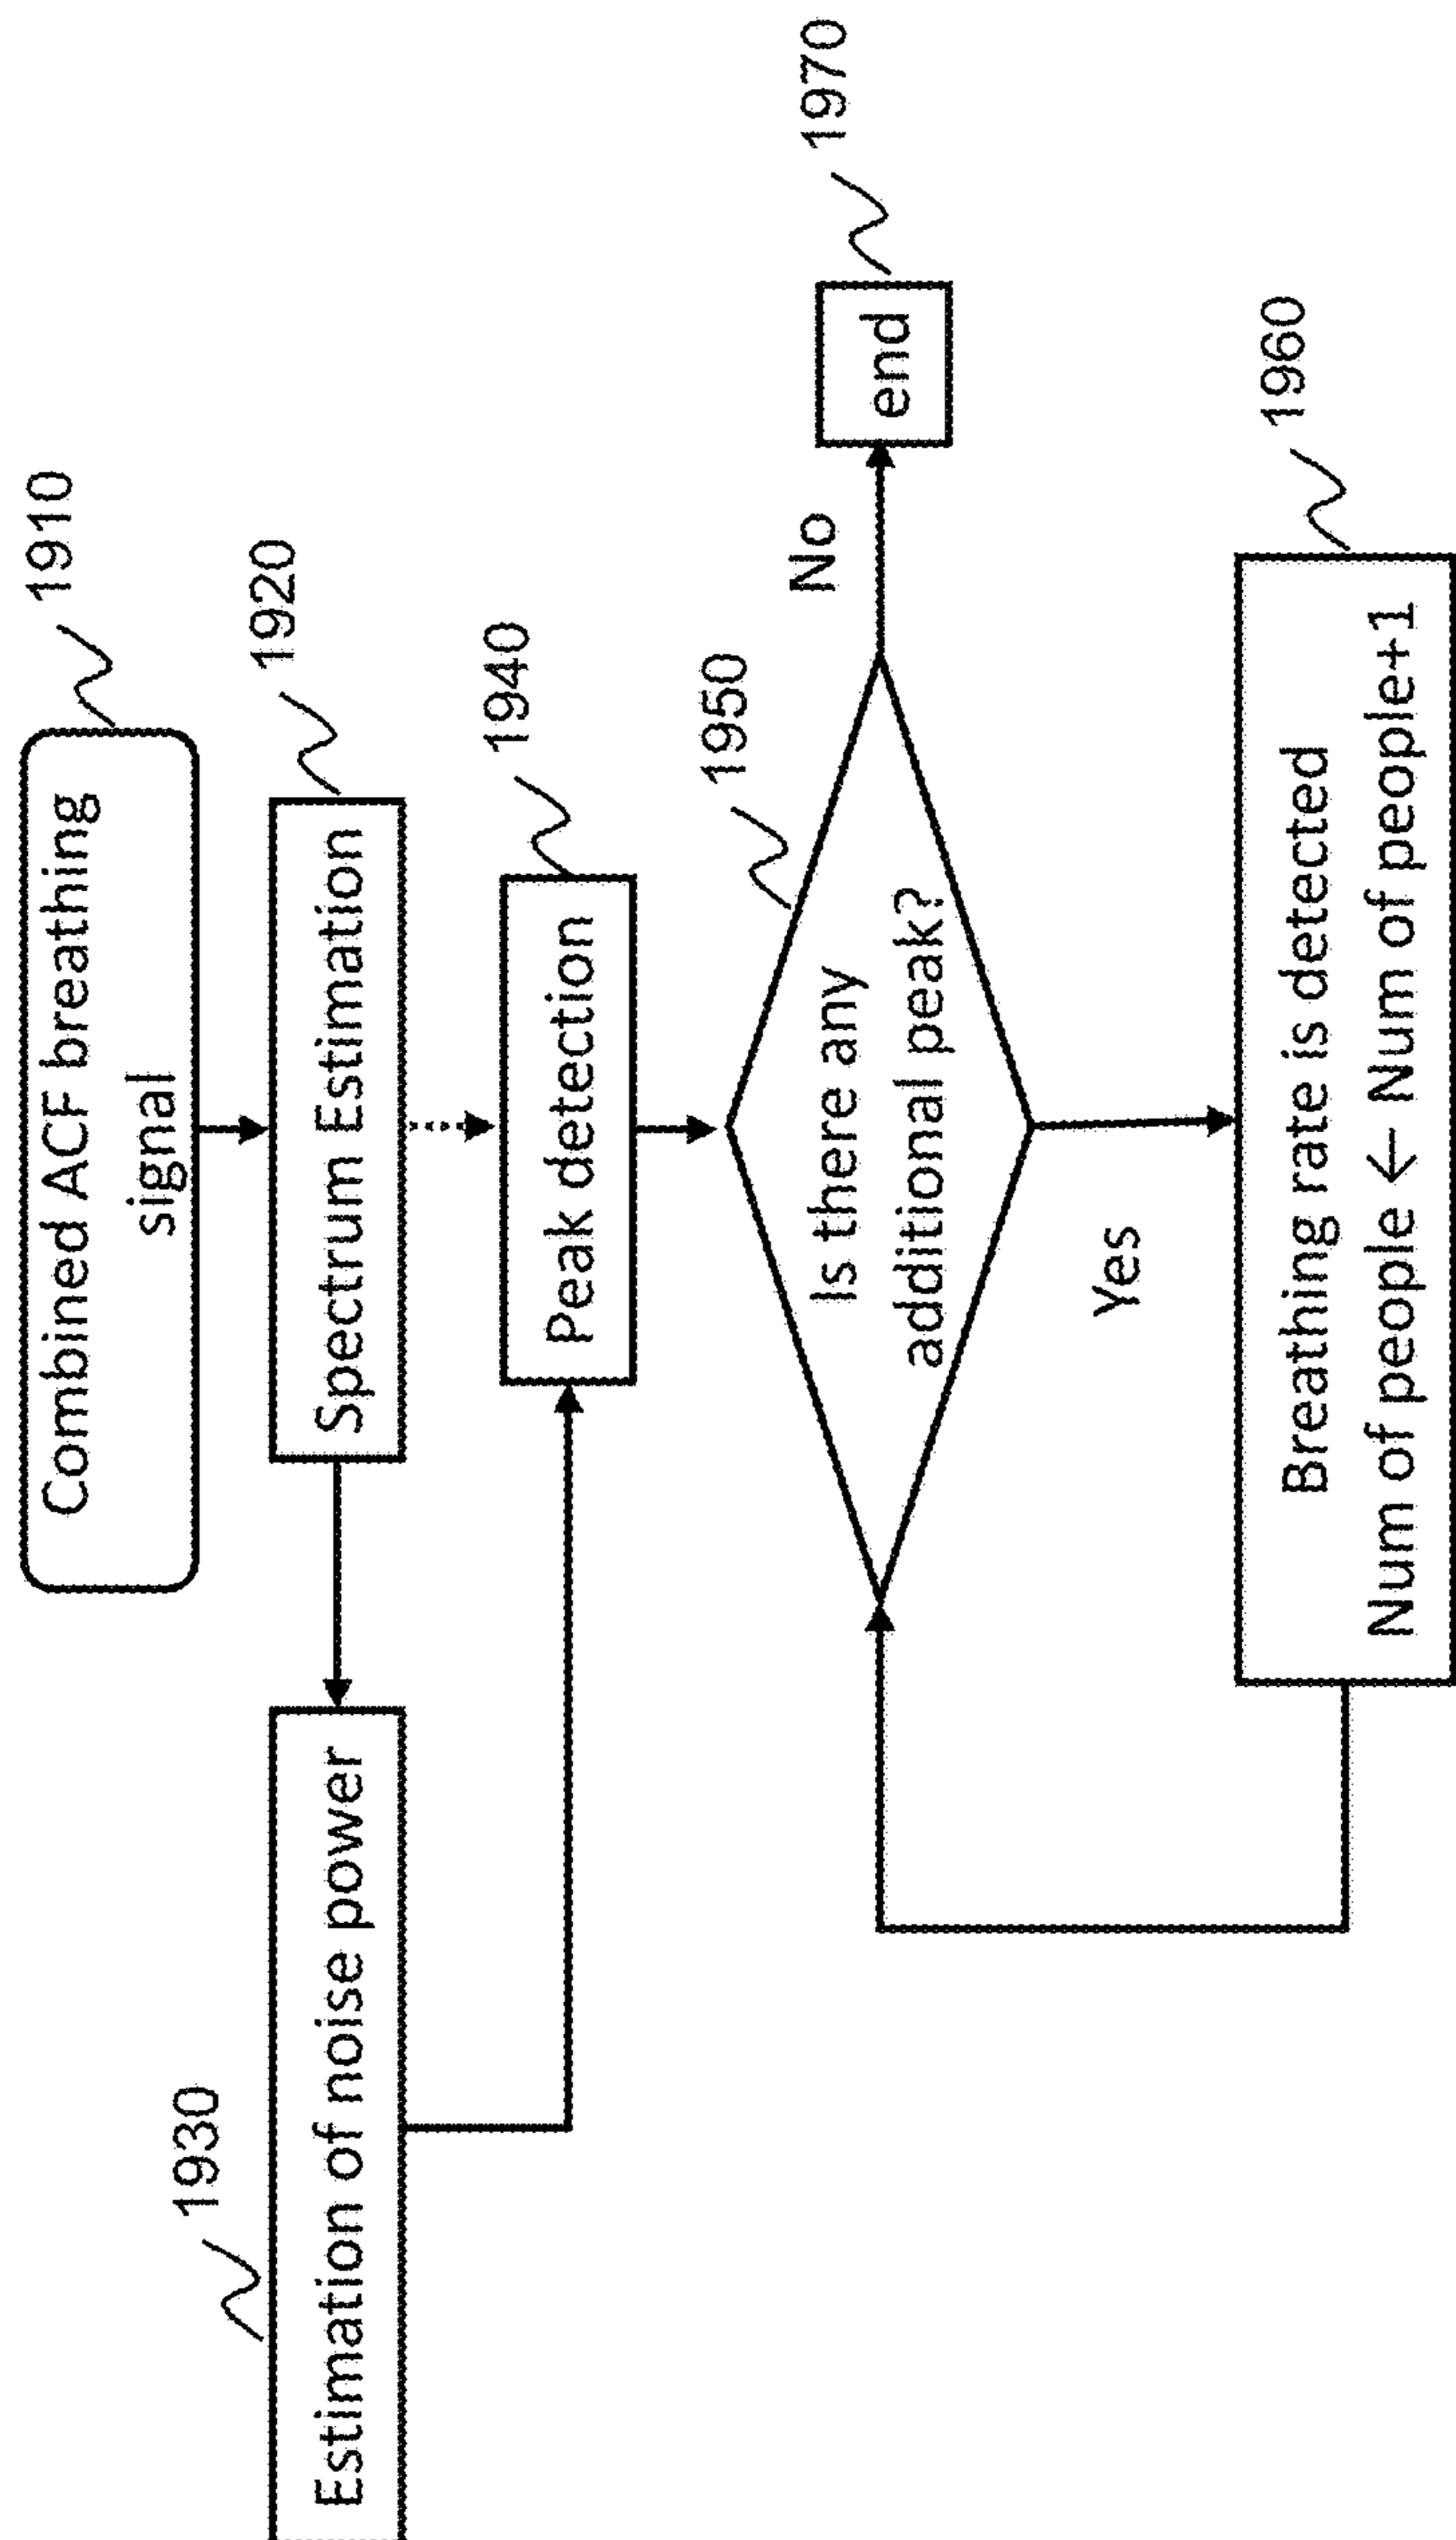 Combined ACF breathing
signal
1910
1930
Estimation of noise power
Spectrum Estimation
1920
Peak detection
1940
1950
Is there any
additional peak?
No
end
1970
Yes
Breathing rate is detected
Num of people ← Num of people+1
1960